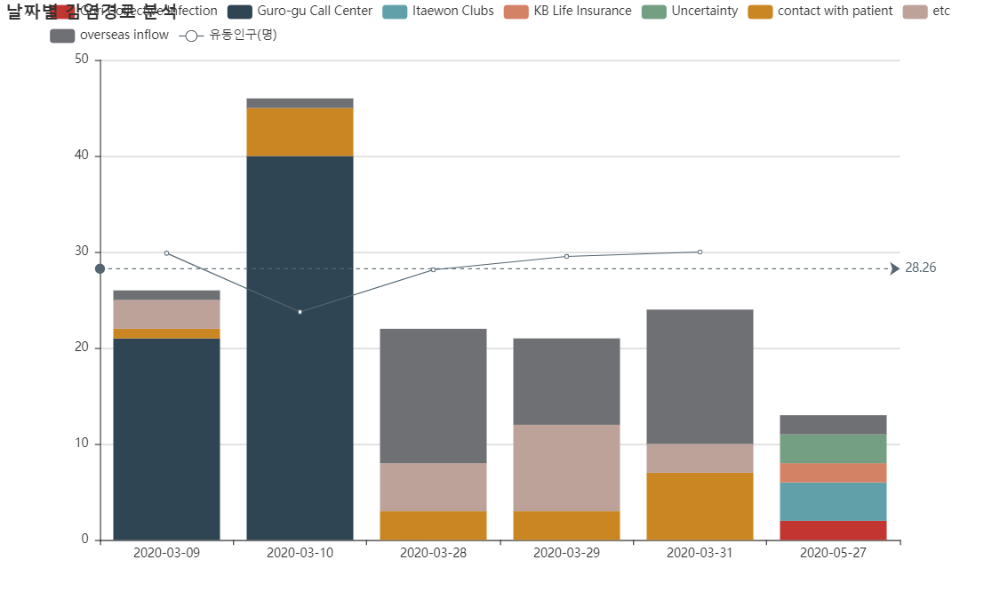 날짜별 감염경로 분석
Infection
Guro-gu Call Center
Itaewon Clubs
KB Life Insurance
Uncertainty
contact with patient
etc
overseas inflow
유동인구(명)
50
40
30
20
10
0
28.26
2020-03-09
2020-03-10
2020-03-28
2020-03-29
2020-03-31
2020-05-27